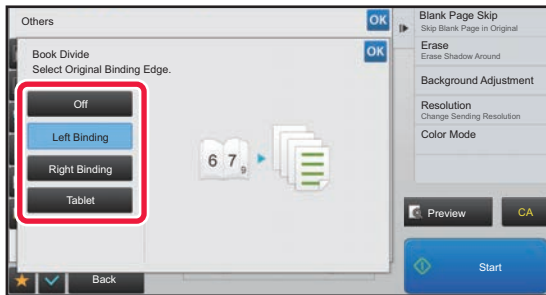 Others
OK
Book Divide
Select Original Binding Edge.
OK
Off
Left Binding
Right Binding
Tablet
6 7
9
Back
Blank Page Skip
Skip Blank Page in Original
Erase
Erase Shadow Around
Background Adjustment
Resolution
Change Sending Resolution
Color Mode
Preview
CA
Start